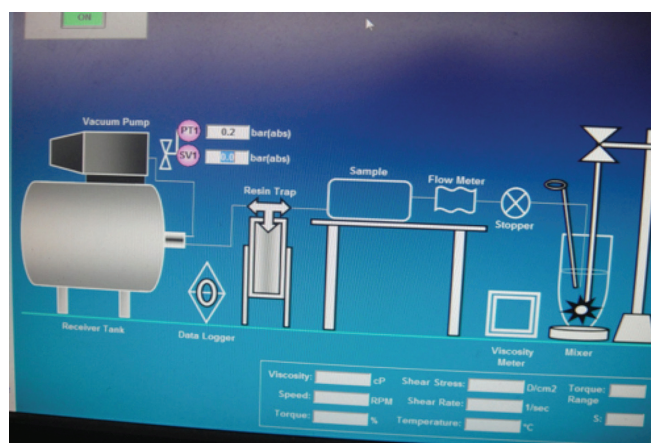 ON
Vacuum Pump
PT1 0.2 bar(abs)
SV1 0.0 bar(abs)
Resin Trap
Sample
Flow Meter
Stopper
Receiver Tank
Data Logger
Viscosity
Meter
Mixer
Viscosity: cP
Shear Stress: D/cm2
Torque:
Range
Speed: RPM
Shear Rate: 1/sec
Torque: %
Temperature: °C
S: